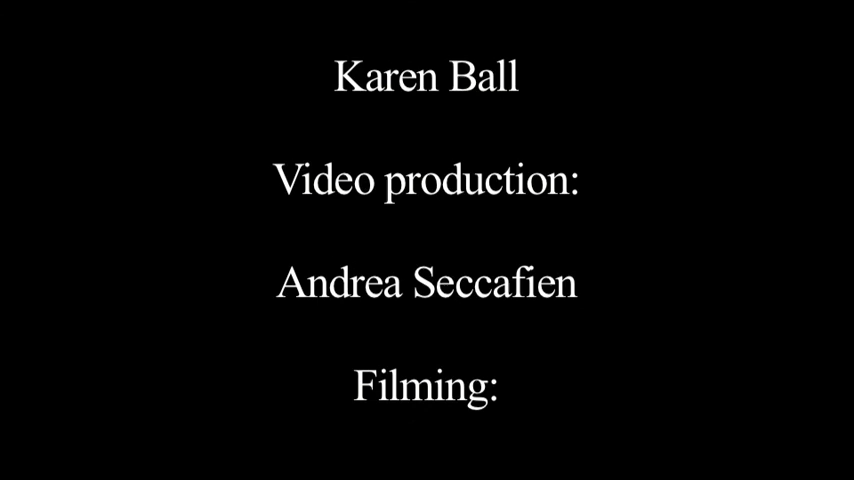 Karen Ball
Video production:
Andrea Seccafien
Filming: